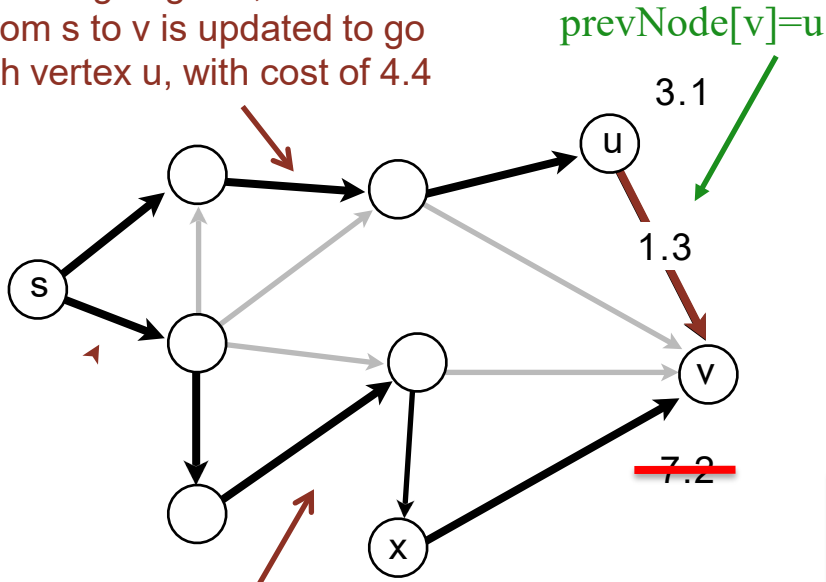 om s to v is updated to go
h vertex u, with cost of 4.4
prevNode[v]=u
3.1
u
1.3
s
v
7.2
x